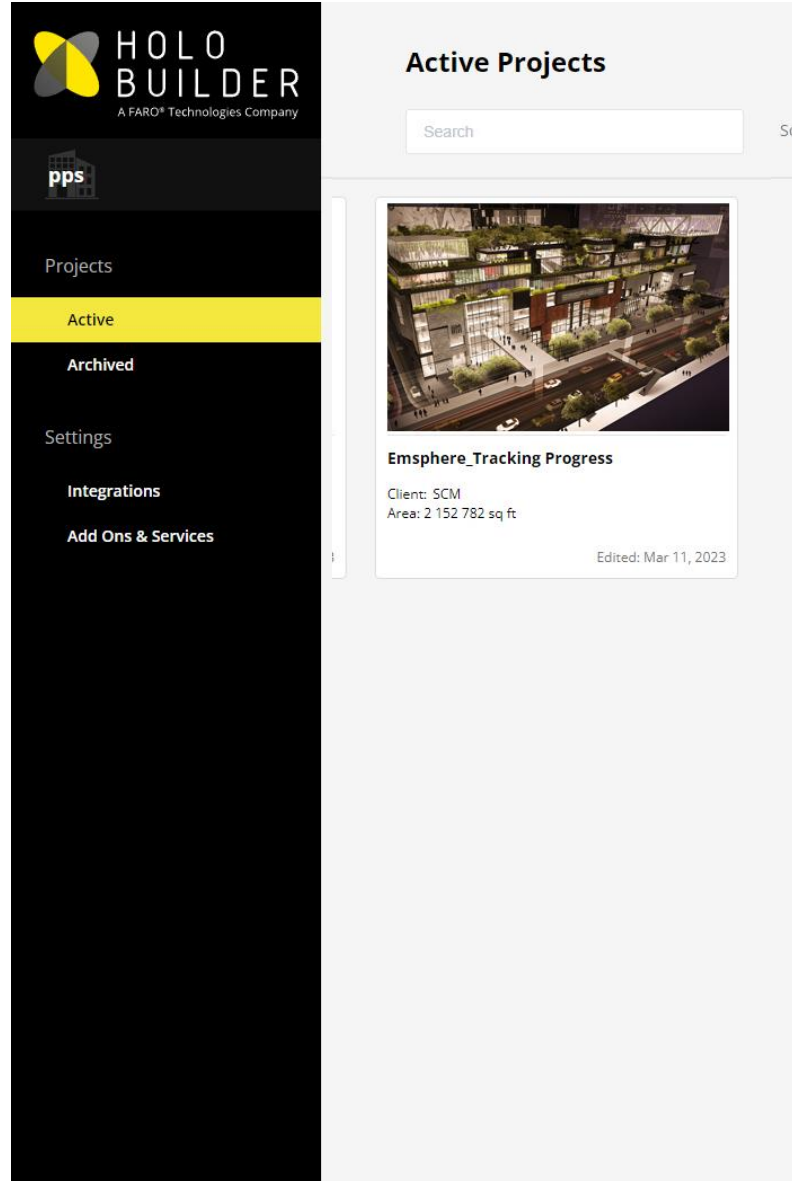 HOLO
BUILDER
A FARO® Technologies Company
pps
Projects
Active
Archived
Settings
Integrations
Add Ons & Services
Active Projects
Search
Emsphere_Tracking Progress
Client: SCM
Area: 2 152 782 sq ft
Edited: Mar 11, 2023